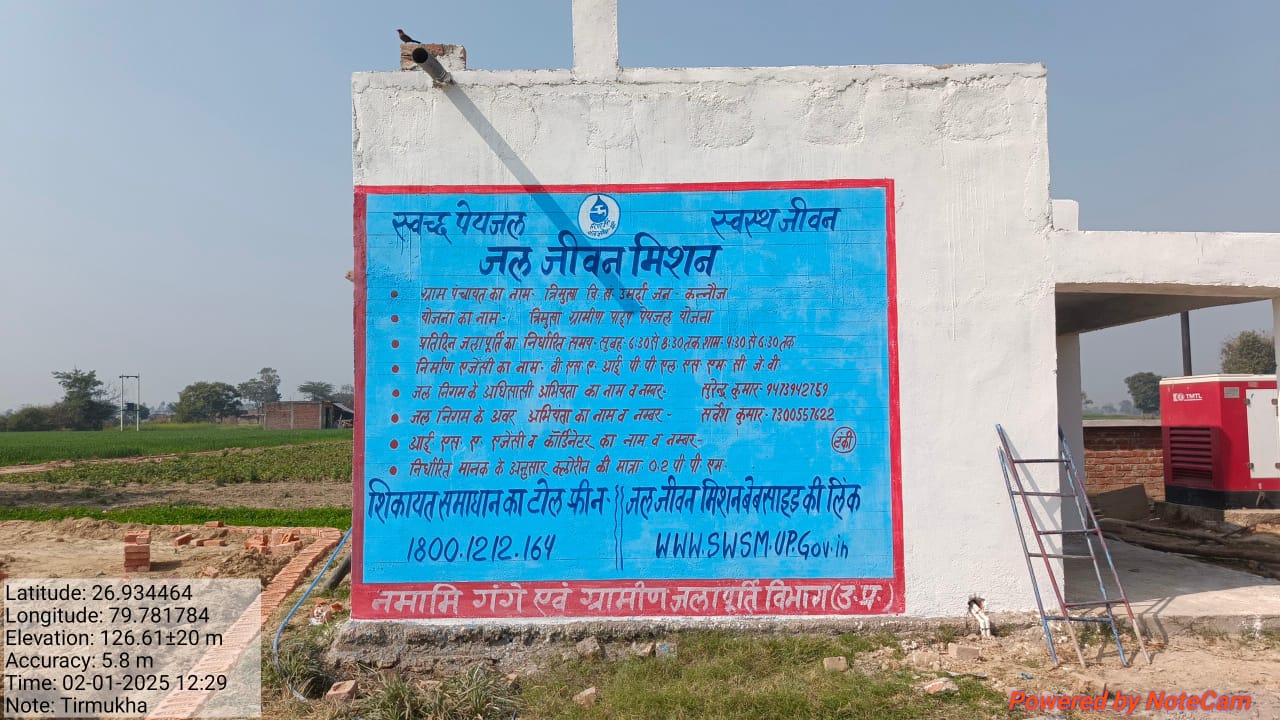 स्वच्छ पेयजल स्वस्थ जीवन
जल जीवन मिशन
ग्राम पंचायत का नाम- त्रिमुखा वि.ख. उमर्दा जन- कन्नौज
योजना का नाम- त्रिमुखा ग्रामीण पाइप पेयजल योजना
प्रतिदिन जलापूर्ति का निर्धारित समय- सुबह- 6:30 से 8:30 तक शाम- 4:30 से 6:30 तक
निर्माण एजेंसी का नाम- वी एस ए आई पी पी एल एस एस एम सी जे वी
जल निगम के अधिसासी अभियंता का नाम व नम्बर- सुरेन्द्र कुमार- 9473942759
जल निगम के अवर अभियंता का नाम व नम्बर- सर्वेश कुमार- 7300557622
आई एस ए एजेंसी व कॉर्डिनेटर का नाम व नम्बर-
टंकी
निर्धारित मानक के अनुसार क्लोरीन की मात्रा 0.2 पी पी एम
शिकायत समाधान का टोल फ्री न- || जल जीवन मिशन बेबसाइड की लिंक
1800.1212.164 WWW.SWSM.UP.Gov.in
नमामि गंगे एवं ग्रामीण जलापूर्ति विभाग (उ.प्र.)
TMTL
Latitude: 26.934464
Longitude: 79.781784
Elevation: 126.61±20 m
Accuracy: 5.8 m
Time: 02-01-2025 12:29
Note: Tirmukha
Powered by NoteCam